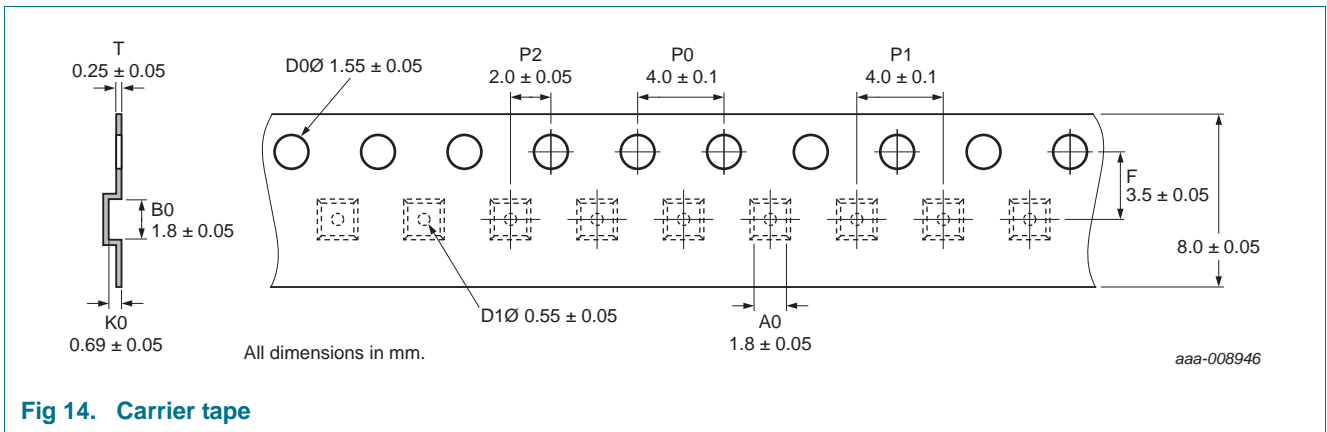 T
0.25 ± 0.05
D0Ø 1.55 ± 0.05
P2
2.0 ± 0.05
P0
4.0 ± 0.1
P1
4.0 ± 0.1
B0
1.8 ± 0.05
F
3.5 ± 0.05
8.0 ± 0.05
K0
0.69 ± 0.05
D1Ø 0.55 ± 0.05
A0
1.8 ± 0.05
All dimensions in mm.
aaa-008946
Fig 14. Carrier tape